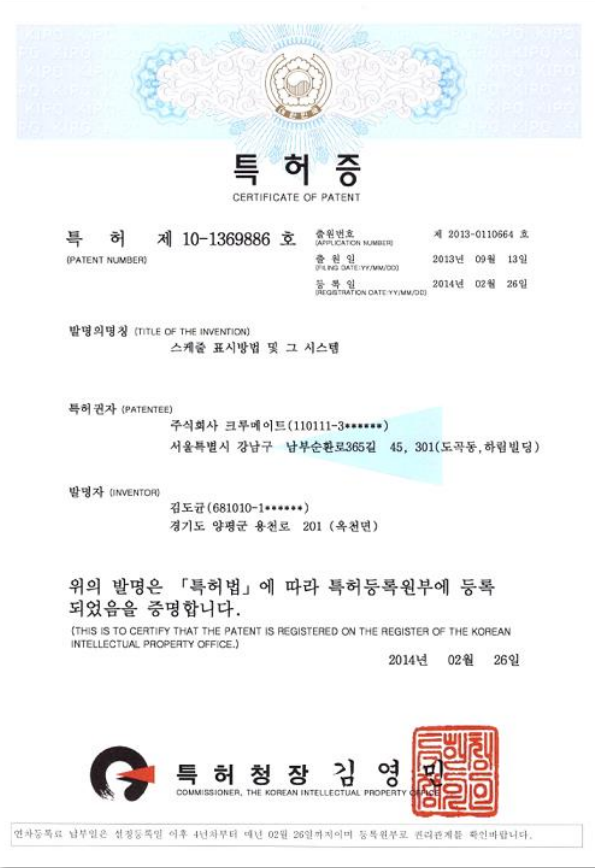 특허증
CERTIFICATE OF PATENT
특 허 제 10-1369886 호
(PATENT NUMBER)
출원번호 제 2013-0110664 호
(APPLICATION NUMBER)
출 원 일 2013년 09월 13일
(FILING DATE:YY/MM/DD)
등 록 일 2014년 02월 26일
(REGISTRATION DATE:YY/MM/DD)
발명의명칭 (TITLE OF THE INVENTION)
스케줄 표시방법 및 그 시스템
특허권자 (PATENTEE)
주식회사 크루메이트(110111-3******)
서울특별시 강남구 남부순환로365길 45, 301(도곡동,하림빌딩)
발명자 (INVENTOR)
김도균(681010-1******)
경기도 양평군 용천로 201 (옥천면)
위의 발명은 「특허법」에 따라 특허등록원부에 등록
되었음을 증명합니다.
(THIS IS TO CERTIFY THAT THE PATENT IS REGISTERED ON THE REGISTER OF THE KOREAN
INTELLECTUAL PROPERTY OFFICE.)
2014년 02월 26일
특허청장 김영민
COMMISSIONER, THE KOREAN INTELLECTUAL PROPERTY OFFICE
연차등록료 납부일은 설정등록일 이후 4년차부터 매년 02월 26일까지이며 등록원부로 권리관계를 확인바랍니다.